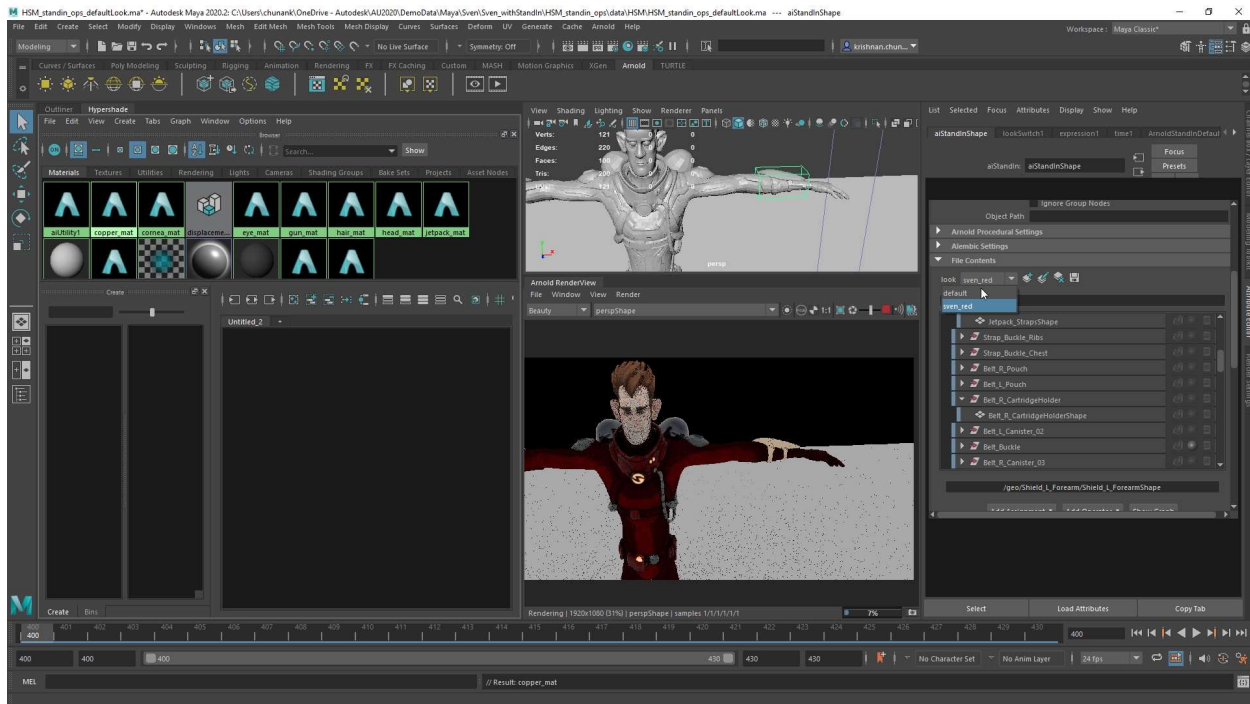 HSM_standin_ops_defaultLook.ma* - Autodesk Maya 2020.2: C:\Users\chunank\OneDrive - Autodesk\AU2020\DemoData\Maya\Sven\Sven_withStandIn\HSM_standin_ops\data\HSM\HSM_standin_ops_defaultLook.ma --- aiStandInShape
File Edit Create Select Modify Display Windows Mesh Edit Mesh Mesh Tools Mesh Display Curves Surfaces Deform UV Generate Cache Arnold Help
Workspace: Maya Classic*
Modeling
No Live Surface
Symmetry: Off
krishnan.chun...
Curves / Surfaces Poly Modeling Sculpting Rigging Animation Rendering FX FX Caching Custom MASH Motion Graphics XGen Arnold TURTLE
Outliner Hypershade
File Edit View Create Tabs Graph Window Options Help
Browser
ON
Search...
Show
Materials Textures Utilities Rendering Lights Cameras Shading Groups Bake Sets Projects Asset Nodes
aiUtility1 copper_mat cornea_mat displaceme... eye_mat gun_mat hair_mat head_mat jetpack_mat
Create
Untitled_2 +
Create Bins
View Shading Lighting Show Renderer Panels
Verts: 121 0 0
Edges: 220 0 0
Faces: 100 0 0
Tris: 200 0 0
121 0
persp
Arnold RenderView
File Window View Render
Beauty
perspShape
1:1
Rendering | 1920x1080 (31%) | perspShape | samples 1/1/1/1/1/1
7%
List Selected Focus Attributes Display Show Help
aiStandInShape lookSwitch1 expression1 time1 ArnoldStandInDefaul
Focus
aiStandIn: aiStandInShape
Presets
Ignore Group Nodes
Object Path
Arnold Procedural Settings
Alembic Settings
File Contents
look sven_red
default
sven_red
Jetpack_StrapsShape
Strap_Buckle_Ribs
Strap_Buckle_Chest
Belt_R_Pouch
Belt_L_Pouch
Belt_R_CartridgeHolder
Belt_R_CartridgeHolderShape
Belt_L_Canister_02
Belt_Buckle
Belt_R_Canister_03
/geo/Shield_L_Forearm/Shield_L_ForearmShape
Add Assignment Add Operator Show Graph
Select Load Attributes Copy Tab
400 401 402 403 404 405 406 407 408 409 410 411 412 413 414 415 416 417 418 419 420 421 422 423 424 425 426 427 428 429 430
400
400
400 400 400 430 430 430
No Character Set
No Anim Layer
24 fps
MEL
// Result: copper_mat